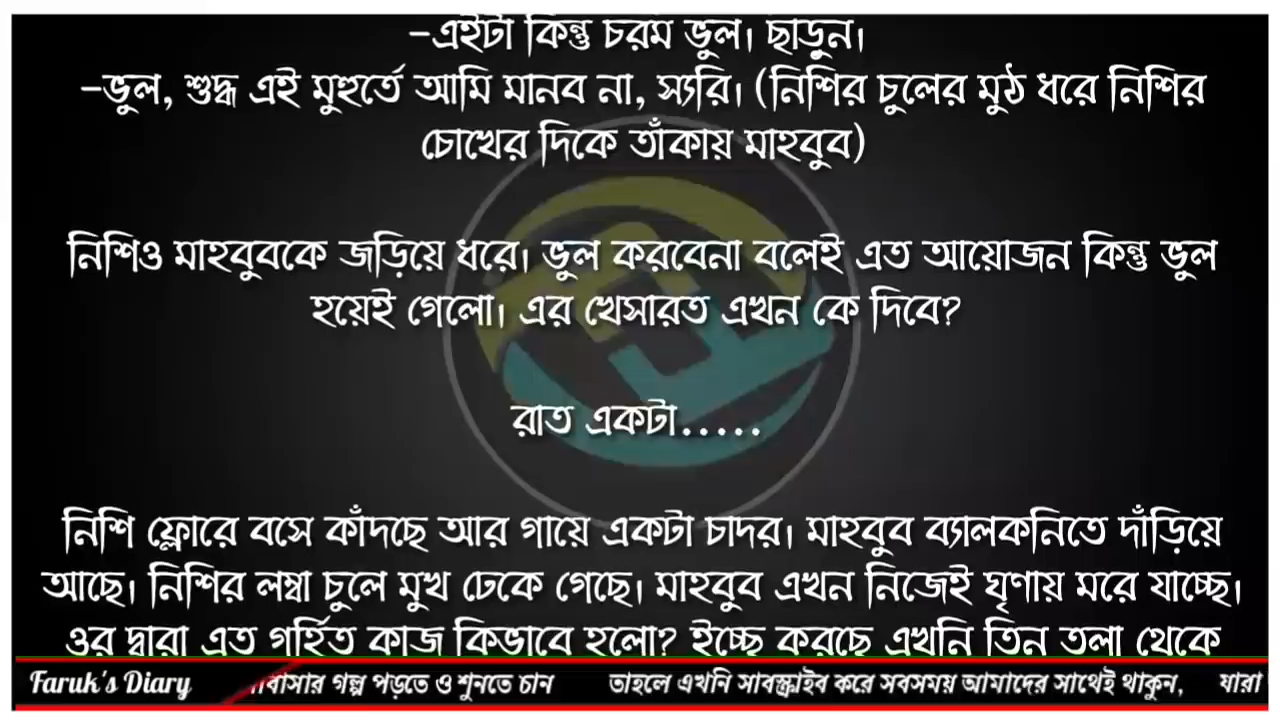 -এইটা কিন্তু চরম ভুল। ছাড়ুন।
-ভুল, শুদ্ধ এই মুহুর্তে আমি মানব না, স্যরি। (নিশির চুলের মুঠ ধরে নিশির
চোখের দিকে তাঁকায় মাহবুব)
নিশিও মাহবুবকে জড়িয়ে ধরে। ভুল করবেনা বলেই এত আয়োজন কিন্তু ভুল
হয়েই গেলো। এর খেসারত এখন কে দিবে?
রাত একটা.....
নিশি ফ্লোরে বসে কাঁদছে আর গায়ে একটা চাদর। মাহবুব ব্যালকনিতে দাঁড়িয়ে
আছে। নিশির লম্বা চুলে মুখ ঢেকে গেছে। মাহবুব এখন নিজেই ঘৃণায় মরে যাচ্ছে।
ওর দ্বারা এত গর্হিত কাজ কিভাবে হলো? ইচ্ছে করছে এখনি তিন তলা থেকে
Faruk's Diary গল্প পড়তে ও শুনতে চান তাহলে এখনি সাবস্ক্রাইব করে সবসময় আমাদের সাথেই থাকুন, যারা